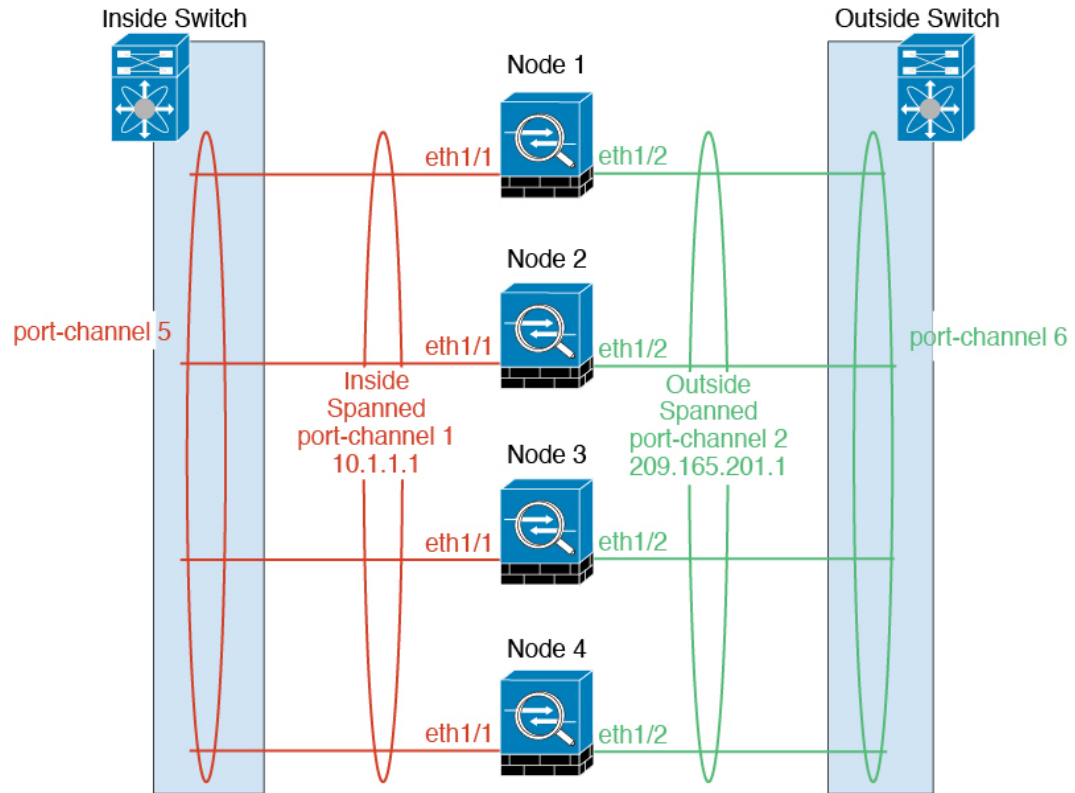 Inside Switch
Outside Switch
Node 1
eth1/1
eth1/2
Node 2
port-channel 5
eth1/1
eth1/2
port-channel 6
Inside
Spanned
port-channel 1
10.1.1.1
Outside
Spanned
port-channel 2
209.165.201.1
Node 3
eth1/1
eth1/2
Node 4
eth1/1
eth1/2